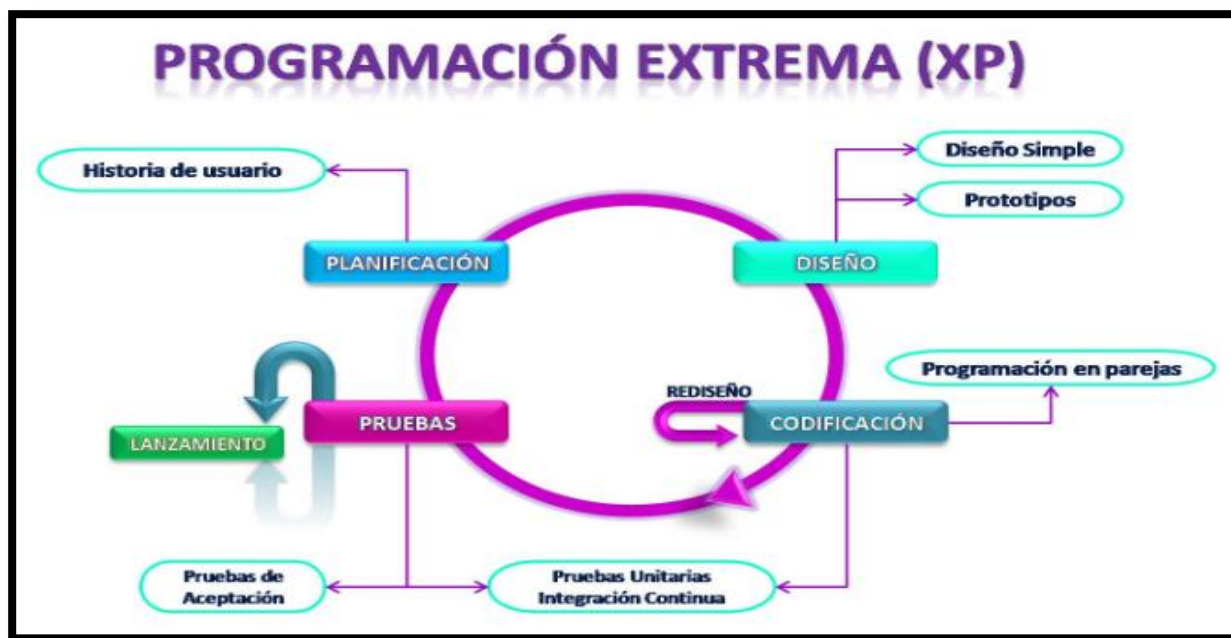 PROGRAMACIÓN EXTREMA (XP)
Historia de usuario
Diseño Simple
Prototipos
PLANIFICACIÓN
DISEÑO
Programación en parejas
REDISEÑO
PRUEBAS
CODIFICACIÓN
LANZAMIENTO
Pruebas de
Aceptación
Pruebas Unitarias
Integración Continua